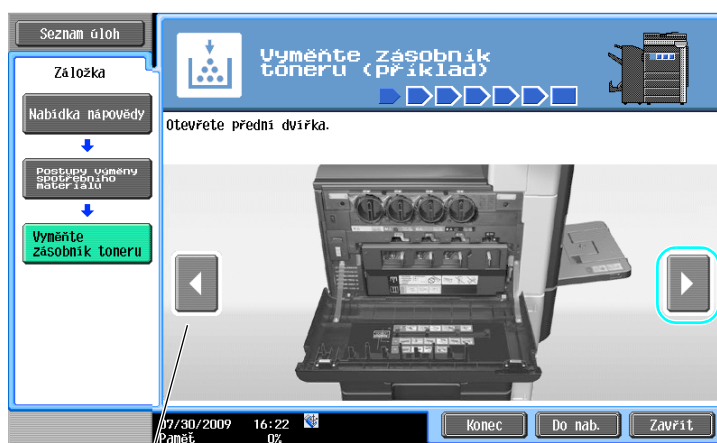 Seznam úloh
Záložka
Nabídka nápovědy
Postupy výměny
spotřebního
materiálu
Vyměňte
zásobník toneru
Vyměňte zásobník
toneru (příklad)
Otevřete přední dvířka.
07/30/2009 16:22
Paměť 0%
Konec
Do nab.
Zavřít